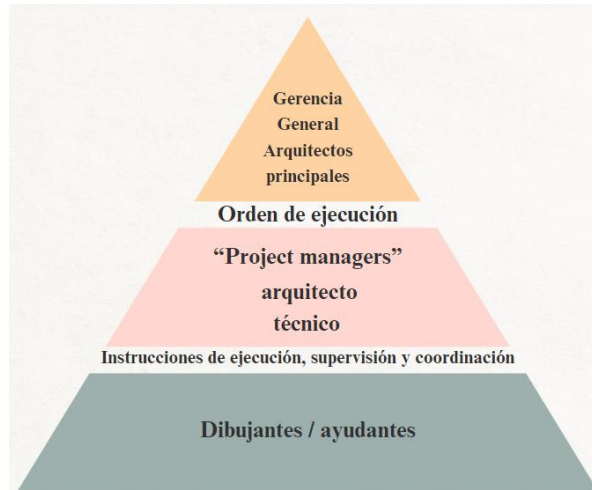 Gerencia
General
Arquitectos
principales
Orden de ejecución
“Project managers”
arquitecto
técnico
Instrucciones de ejecución, supervisión y coordinación
Dibujantes / ayudantes